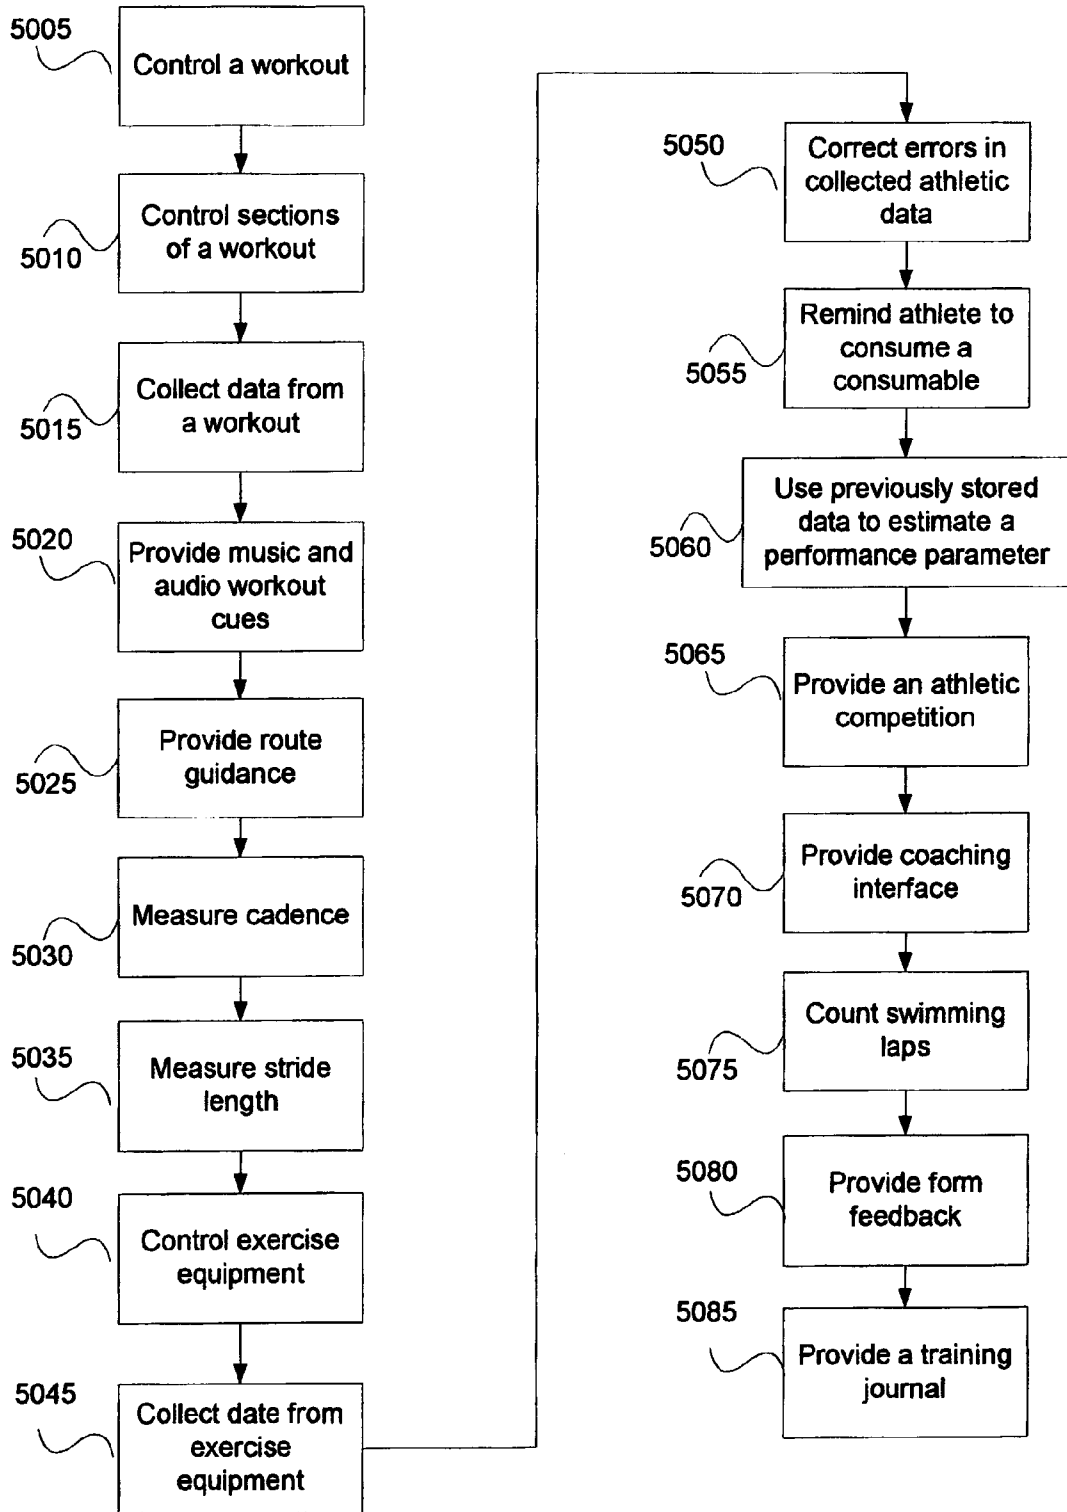 5005
Control a workout
5010
Control sections
of a workout
5015
Collect data from
a workout
5020
Provide music and
audio workout
cues
5025
Provide route
guidance
5030
Measure cadence
5035
Measure stride
length
5040
Control exercise
equipment
5045
Collect date from
exercise
equipment
5050
Correct errors in
collected athletic
data
5055
Remind athlete to
consume a
consumable
5060
Use previously stored
data to estimate a
performance parameter
5065
Provide an athletic
competition
5070
Provide coaching
interface
5075
Count swimming
laps
5080
Provide form
feedback
5085
Provide a training
journal